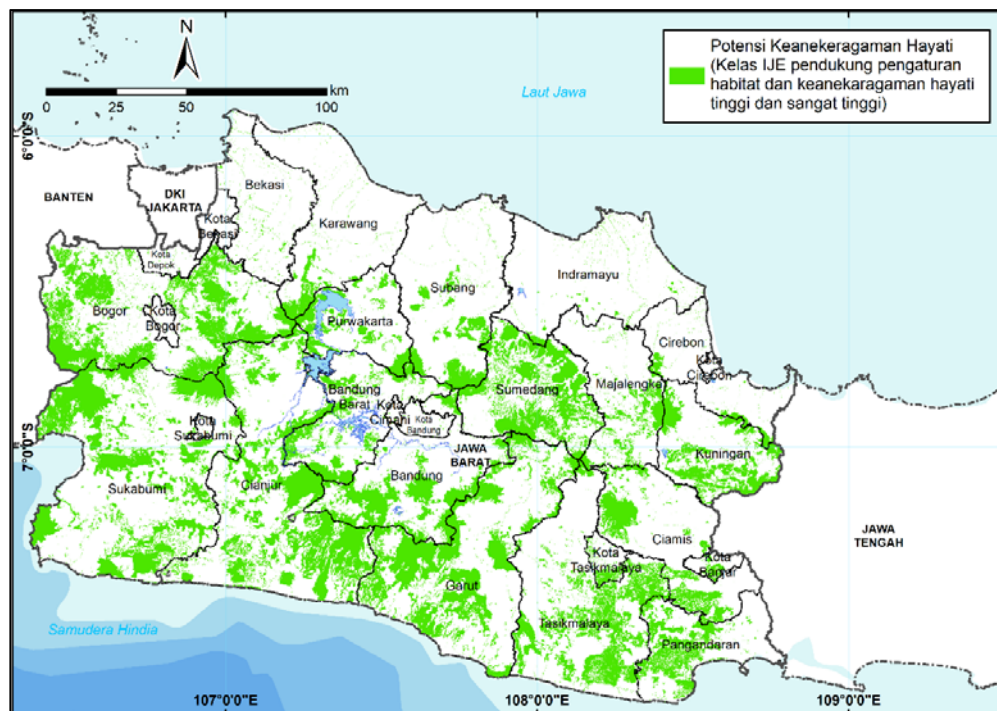 N
km
0 25 50 100
Potensi Keanekeragaman Hayati
(Kelas IJE pendukung pengaturan
habitat dan keanekaragaman hayati
tinggi dan sangat tinggi)
Laut Jawa
6°0'0"S
BANTEN
DKI
JAKARTA
Bekasi
Kota
Bekasi
Karawang
Kota
Depok
Indramayu
Subang
Bogor
Kota
Bogor
Purwakarta
Cirebon
Kota
Cirebon
Sumedang
Majalengka
Bandung
Barat
Kota
Cimahi
Kota
Bandung
Kota
Sukabumi
7°0'0"S
JAWA
BARAT
Kuningan
Sukabumi
Cianjur
Bandung
JAWA
TENGAH
Ciamis
Kota
Tasikmalaya
Kota
Banjar
Garut
Tasikmalaya
Pangandaran
Samudera Hindia
107°0'0"E
108°0'0"E
109°0'0"E